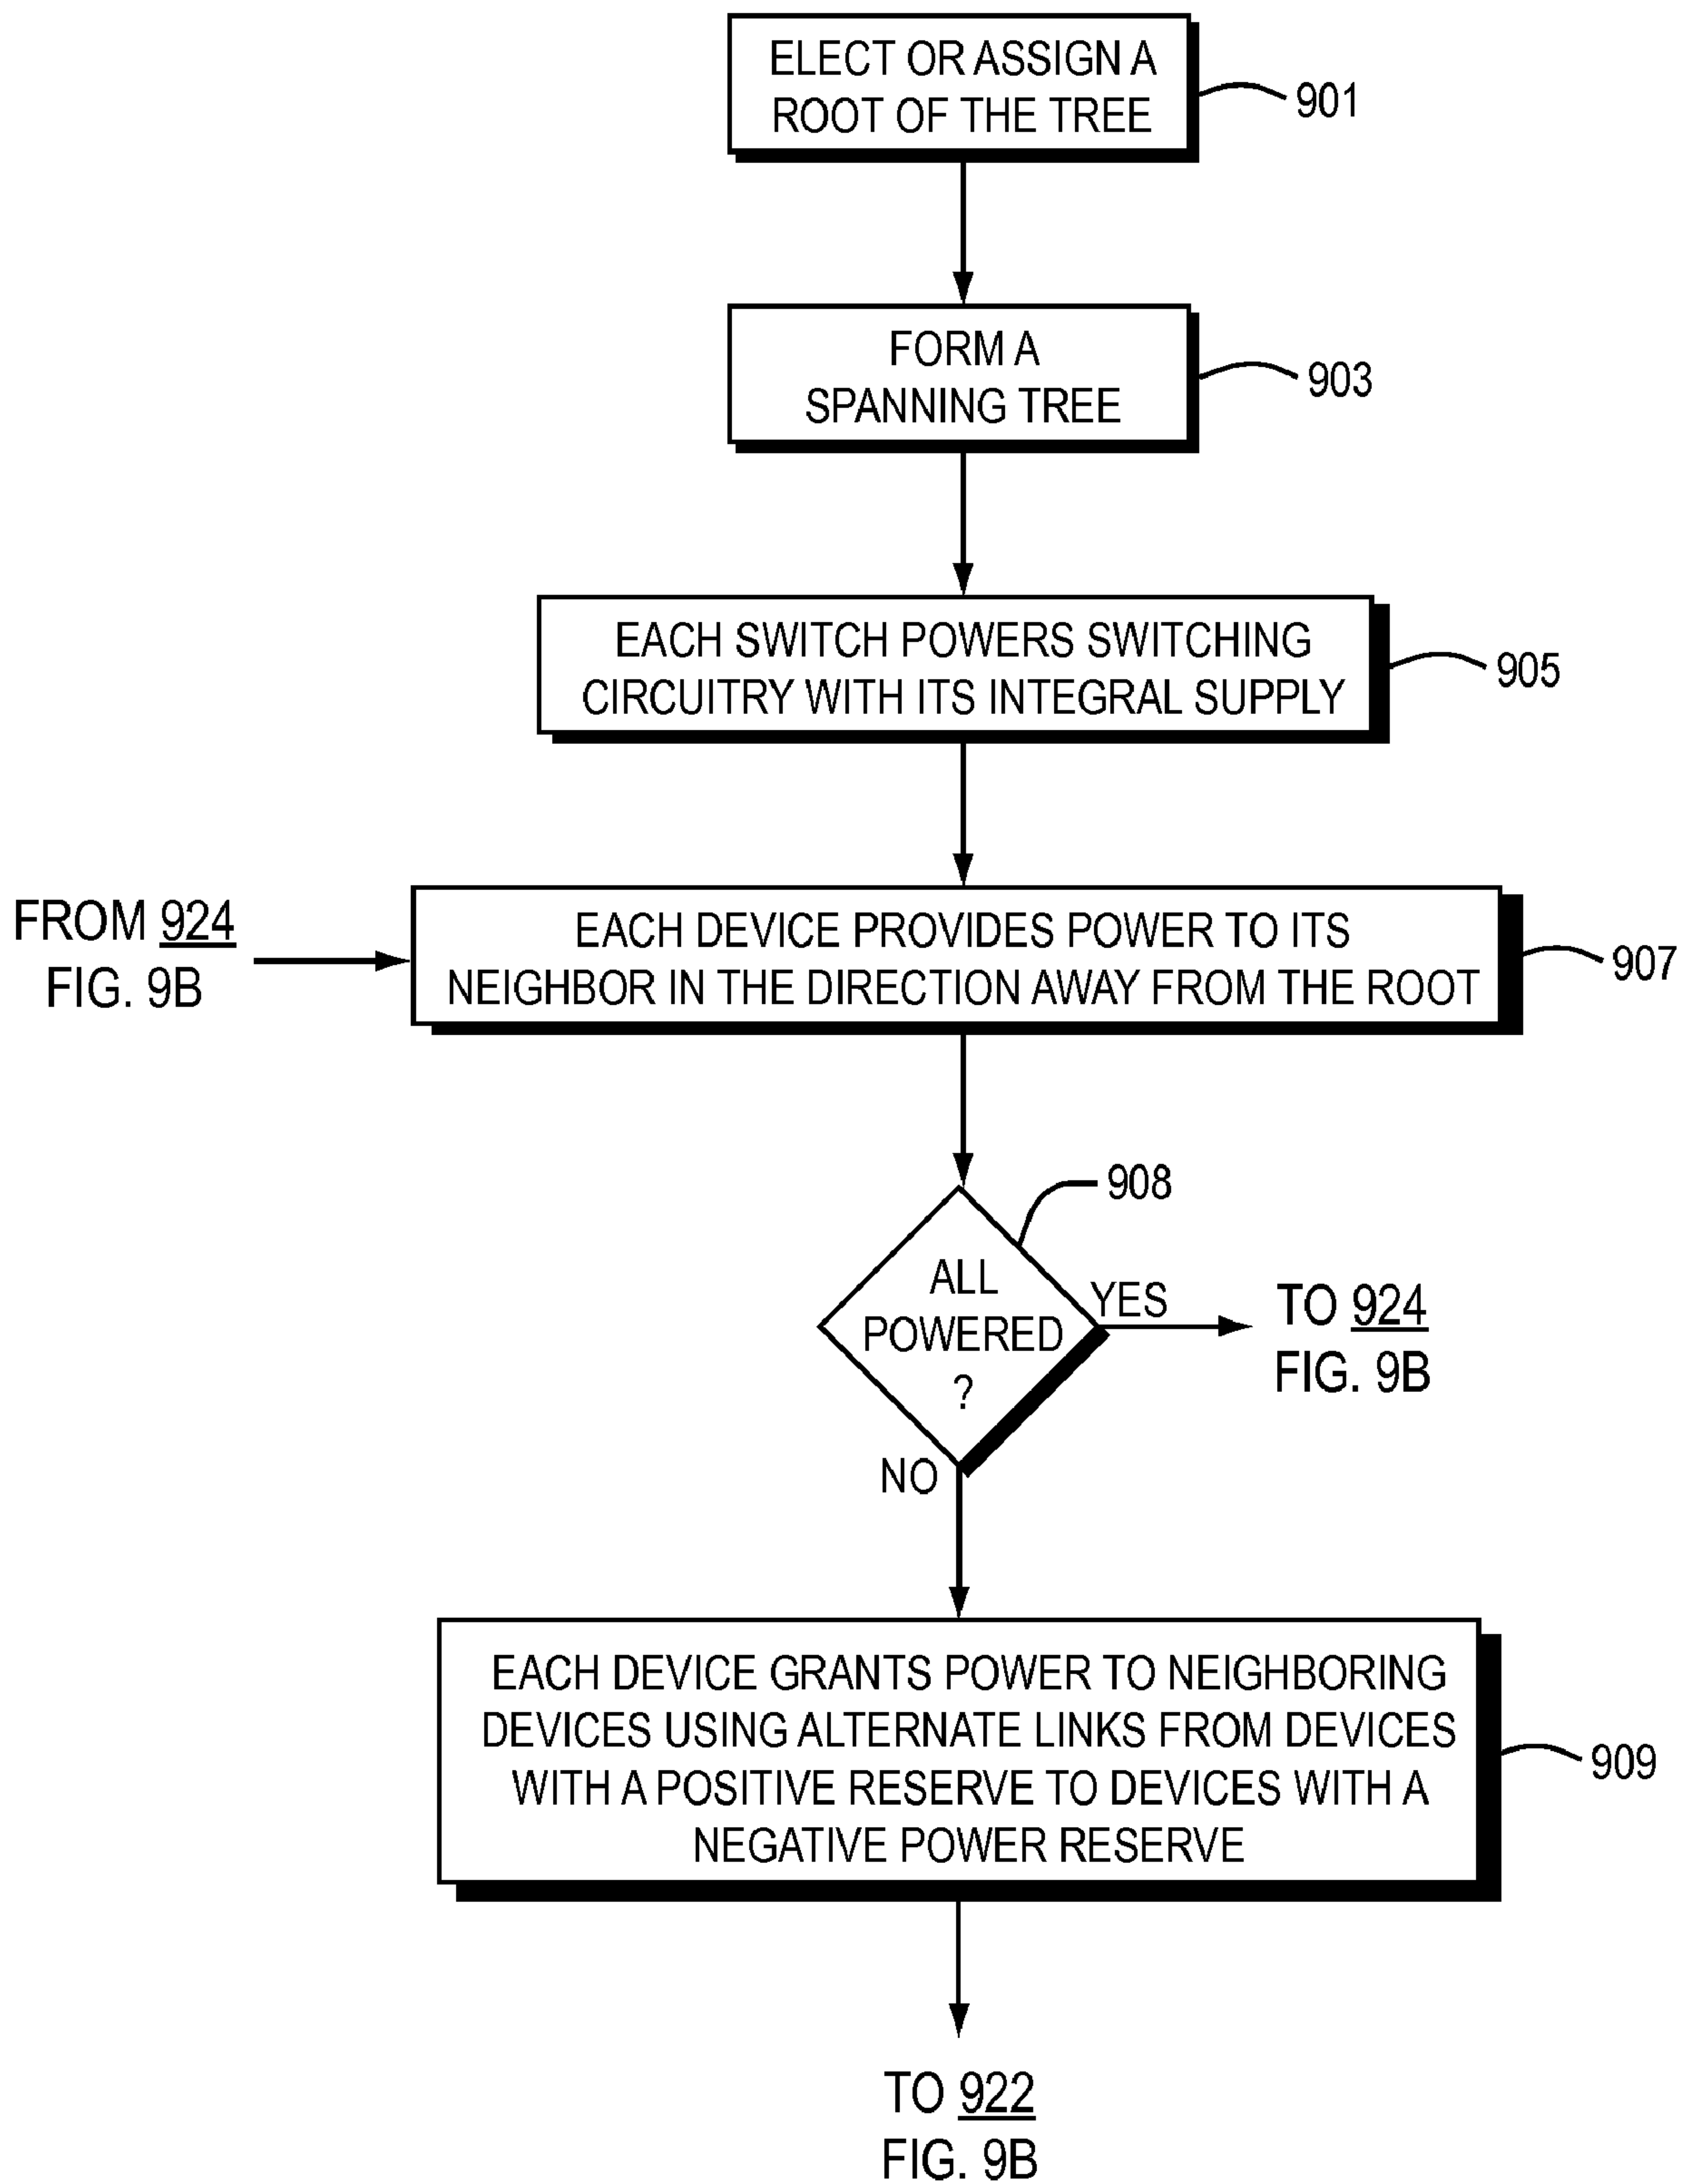 ELECT OR ASSIGN A
ROOT OF THE TREE
901
FORM A
SPANNING TREE
903
EACH SWITCH POWERS SWITCHING
CIRCUITRY WITH ITS INTEGRAL SUPPLY
905
FROM 924
FIG. 9B
EACH DEVICE PROVIDES POWER TO ITS
NEIGHBOR IN THE DIRECTION AWAY FROM THE ROOT
907
908
ALL
POWERED
?
YES
TO 924
FIG. 9B
NO
EACH DEVICE GRANTS POWER TO NEIGHBORING
DEVICES USING ALTERNATE LINKS FROM DEVICES
WITH A POSITIVE RESERVE TO DEVICES WITH A
NEGATIVE POWER RESERVE
909
TO 922
FIG. 9B